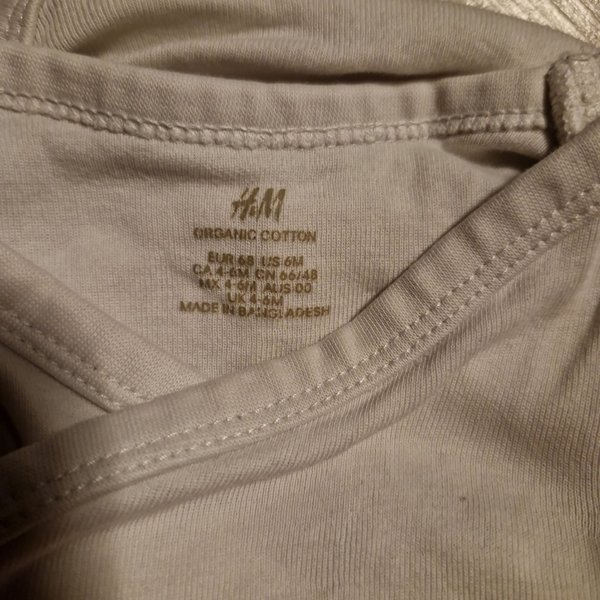 H&M
ORGANIC COTTON
EUR 68 US 6M
CA 4-6M CN 66/48
MX 4-6M AUS 00
UK 4-6M
MADE IN BANGLADESH